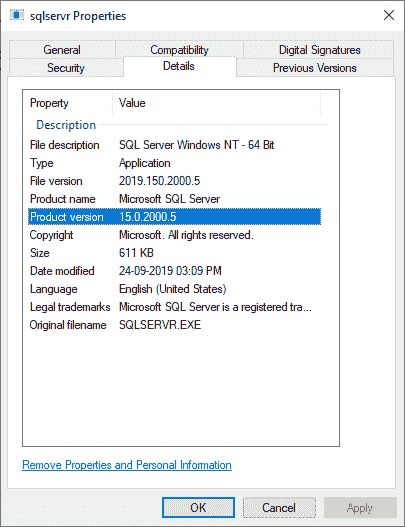 sqlservr Properties
General Compatibility Digital Signatures
Security Details Previous Versions
Property Value
Description
File description SQL Server Windows NT - 64 Bit
Type Application
File version 2019.150.2000.5
Product name Microsoft SQL Server
Product version 15.0.2000.5
Copyright Microsoft. All rights reserved.
Size 611 KB
Date modified 24-09-2019 03:09 PM
Language English (United States)
Legal trademarks Microsoft SQL Server is a registered tra...
Original filename SQLSERVR.EXE
Remove Properties and Personal Information
OK Cancel Apply